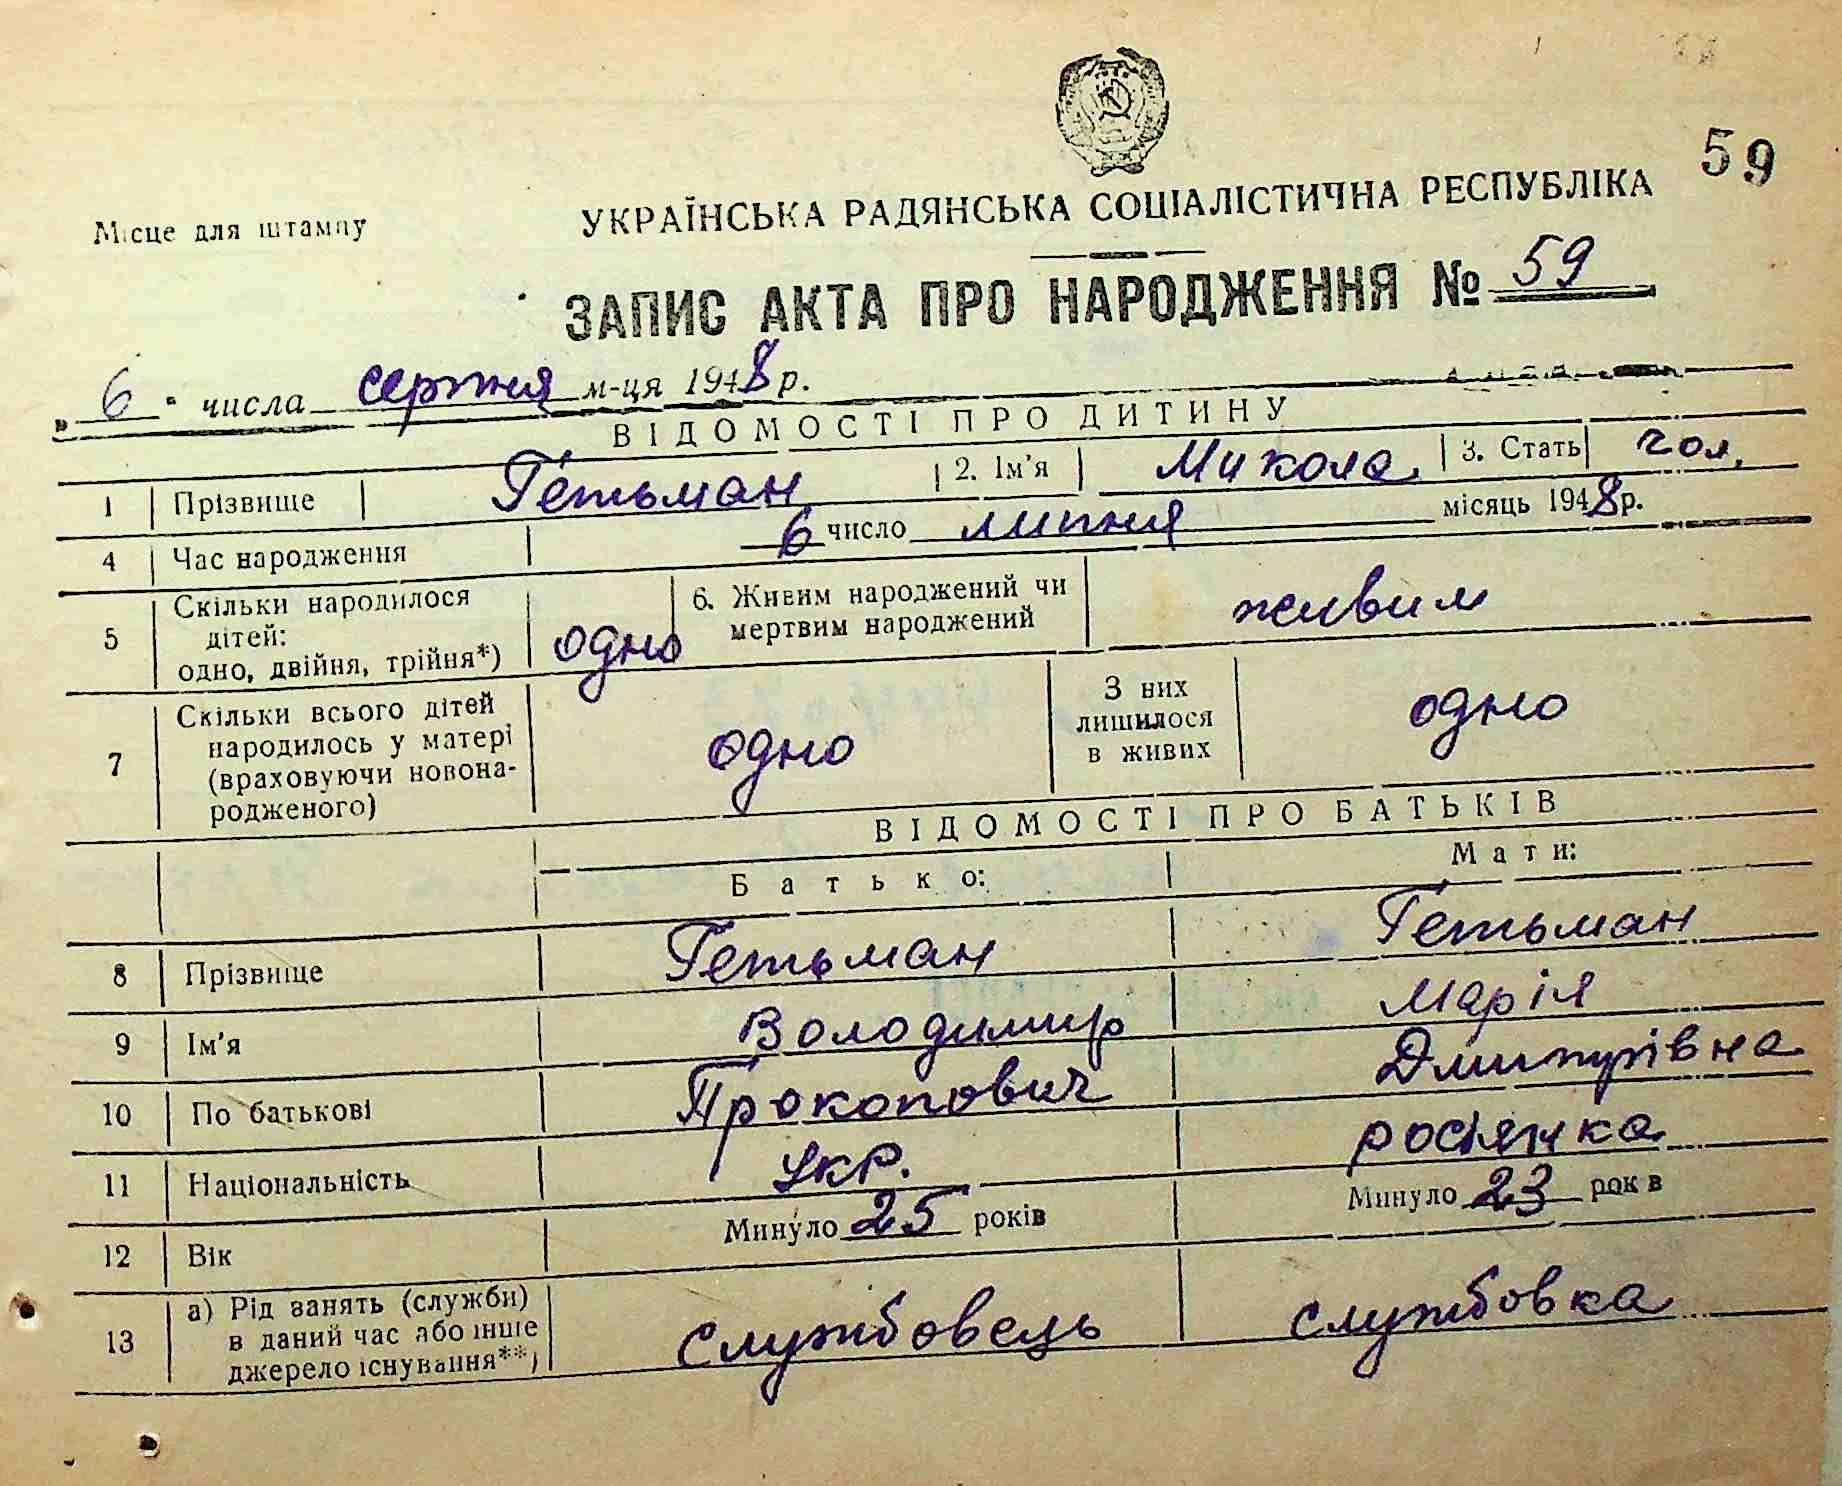 59
Місце для штампу
УКРАЇНСЬКА РАДЯНСЬКА СОЦІАЛІСТИЧНА РЕСПУБЛІКА
ЗАПИС АКТА ПРО НАРОДЖЕННЯ № 59
„ 6 " числа серпня м-ця 1948 р.
ВІДОМОСТІ ПРО ДИТИНУ
1 Прізвище Гетьман 2. Ім'я Микола 3. Стать чол.
4 Час народження 6 число липня місяць 1948 р.
5 Скільки народилося дітей: одно, двійня, трійня*) одно 6. Живим народжений чи мертвим народжений живим
7 Скільки всього дітей народилось у матері (враховуючи новона-родженого) одно З них лишилося в живих одно
ВІДОМОСТІ ПРО БАТЬКІВ
Батько: Мати:
8 Прізвище Гетьман Гетьман
9 Ім'я Володимир Марія
10 По батькові Прокопович Дмитрівна
11 Національність Укр. росіянка
12 Вік Минуло 25 років Минуло 23 рок в
13 а) Рід занять (служби) в даний час або інше джерело існування**) службовець службовка